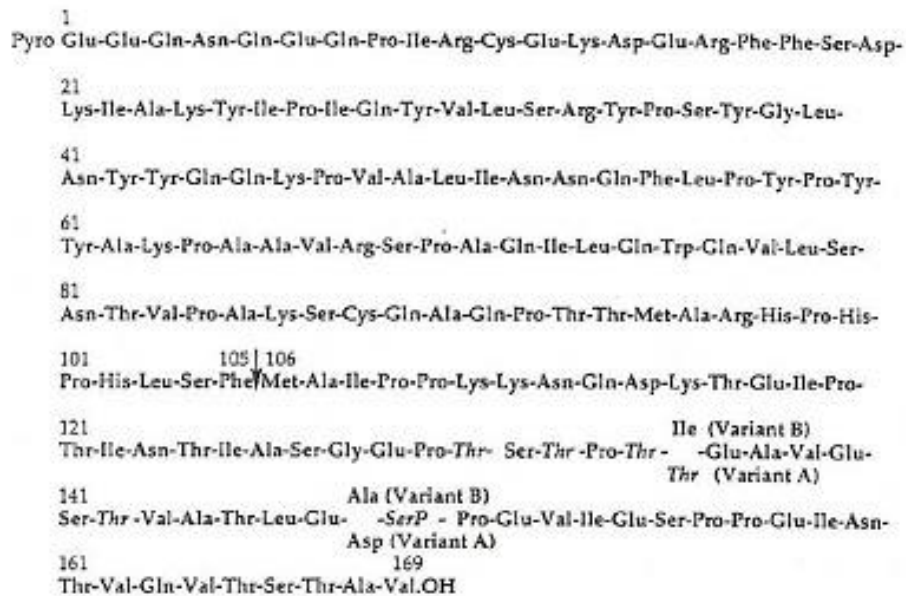 1
Pyro Glu-Glu-Gln-Asn-Gln-Glu-Gln-Pro-Ile-Arg-Cys-Glu-Lys-Asp-Glu-Arg-Phe-Phe-Ser-Asp-
21
Lys-Ile-Ala-Lys-Tyr-Ile-Pro-Ile-Gln-Tyr-Val-Leu-Ser-Arg-Tyr-Pro-Ser-Tyr-Gly-Leu-
41
Asn-Tyr-Tyr-Gln-Gln-Lys-Pro-Val-Ala-Leu-Ile-Asn-Asn-Gln-Phe-Leu-Pro-Tyr-Pro-Tyr-
61
Tyr-Ala-Lys-Pro-Ala-Ala-Val-Arg-Ser-Pro-Ala-Gln-Ile-Leu-Gln-Trp-Gln-Val-Leu-Ser-
81
Asn-Thr-Val-Pro-Ala-Lys-Ser-Cys-Gln-Ala-Gln-Pro-Thr-Thr-Met-Ala-Arg-His-Pro-His-
101 105 106
Pro-His-Leu-Ser-Phe Met-Ala-Ile-Pro-Pro-Lys-Lys-Asn-Gln-Asp-Lys-Thr-Glu-Ile-Pro-
121 Ile (Variant B)
Thr-Ile-Asn-Thr-Ile-Ala-Ser-Gly-Glu-Pro-Thr- Ser-Thr -Pro-Thr - -Glu-Ala-Val-Glu-
Thr (Variant A)
141 Ala (Variant B)
Ser-Thr -Val-Ala-Thr-Leu-Glu- -SerP - Pro-Glu-Val-Ile-Glu-Ser-Pro-Pro-Glu-Ile-Asn-
Asp (Variant A)
161 169
Thr-Val-Gln-Val-Thr-Ser-Thr-Ala-Val.OH